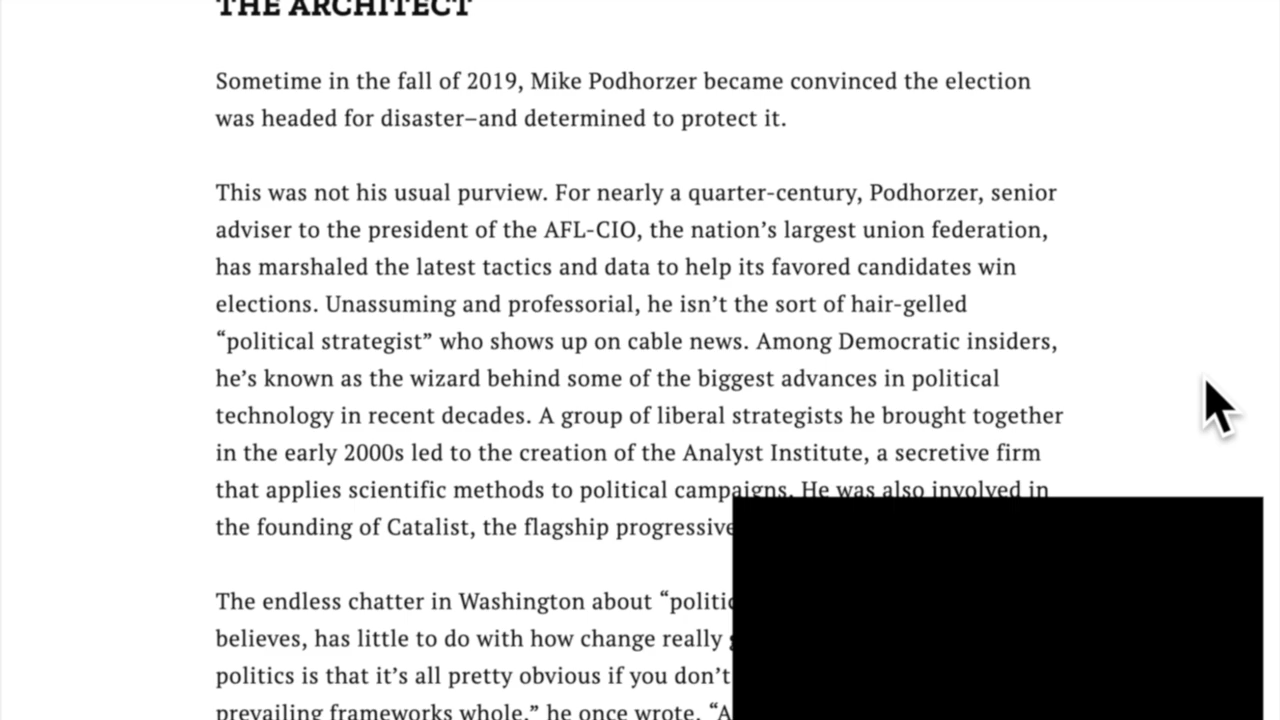 THE ARCHITECT
Sometime in the fall of 2019, Mike Podhorzer became convinced the election
was headed for disaster–and determined to protect it.
This was not his usual purview. For nearly a quarter-century, Podhorzer, senior
adviser to the president of the AFL-CIO, the nation’s largest union federation,
has marshaled the latest tactics and data to help its favored candidates win
elections. Unassuming and professorial, he isn’t the sort of hair-gelled
“political strategist” who shows up on cable news. Among Democratic insiders,
he’s known as the wizard behind some of the biggest advances in political
technology in recent decades. A group of liberal strategists he brought together
in the early 2000s led to the creation of the Analyst Institute, a secretive firm
that applies scientific methods to political campaigns. He was also involved in
the founding of Catalist, the flagship progressive
The endless chatter in Washington about
believes, has little to do with how change really
politics is that it’s all pretty obvious if you don’t
prevailing frameworks whole,” he once wrote. “A